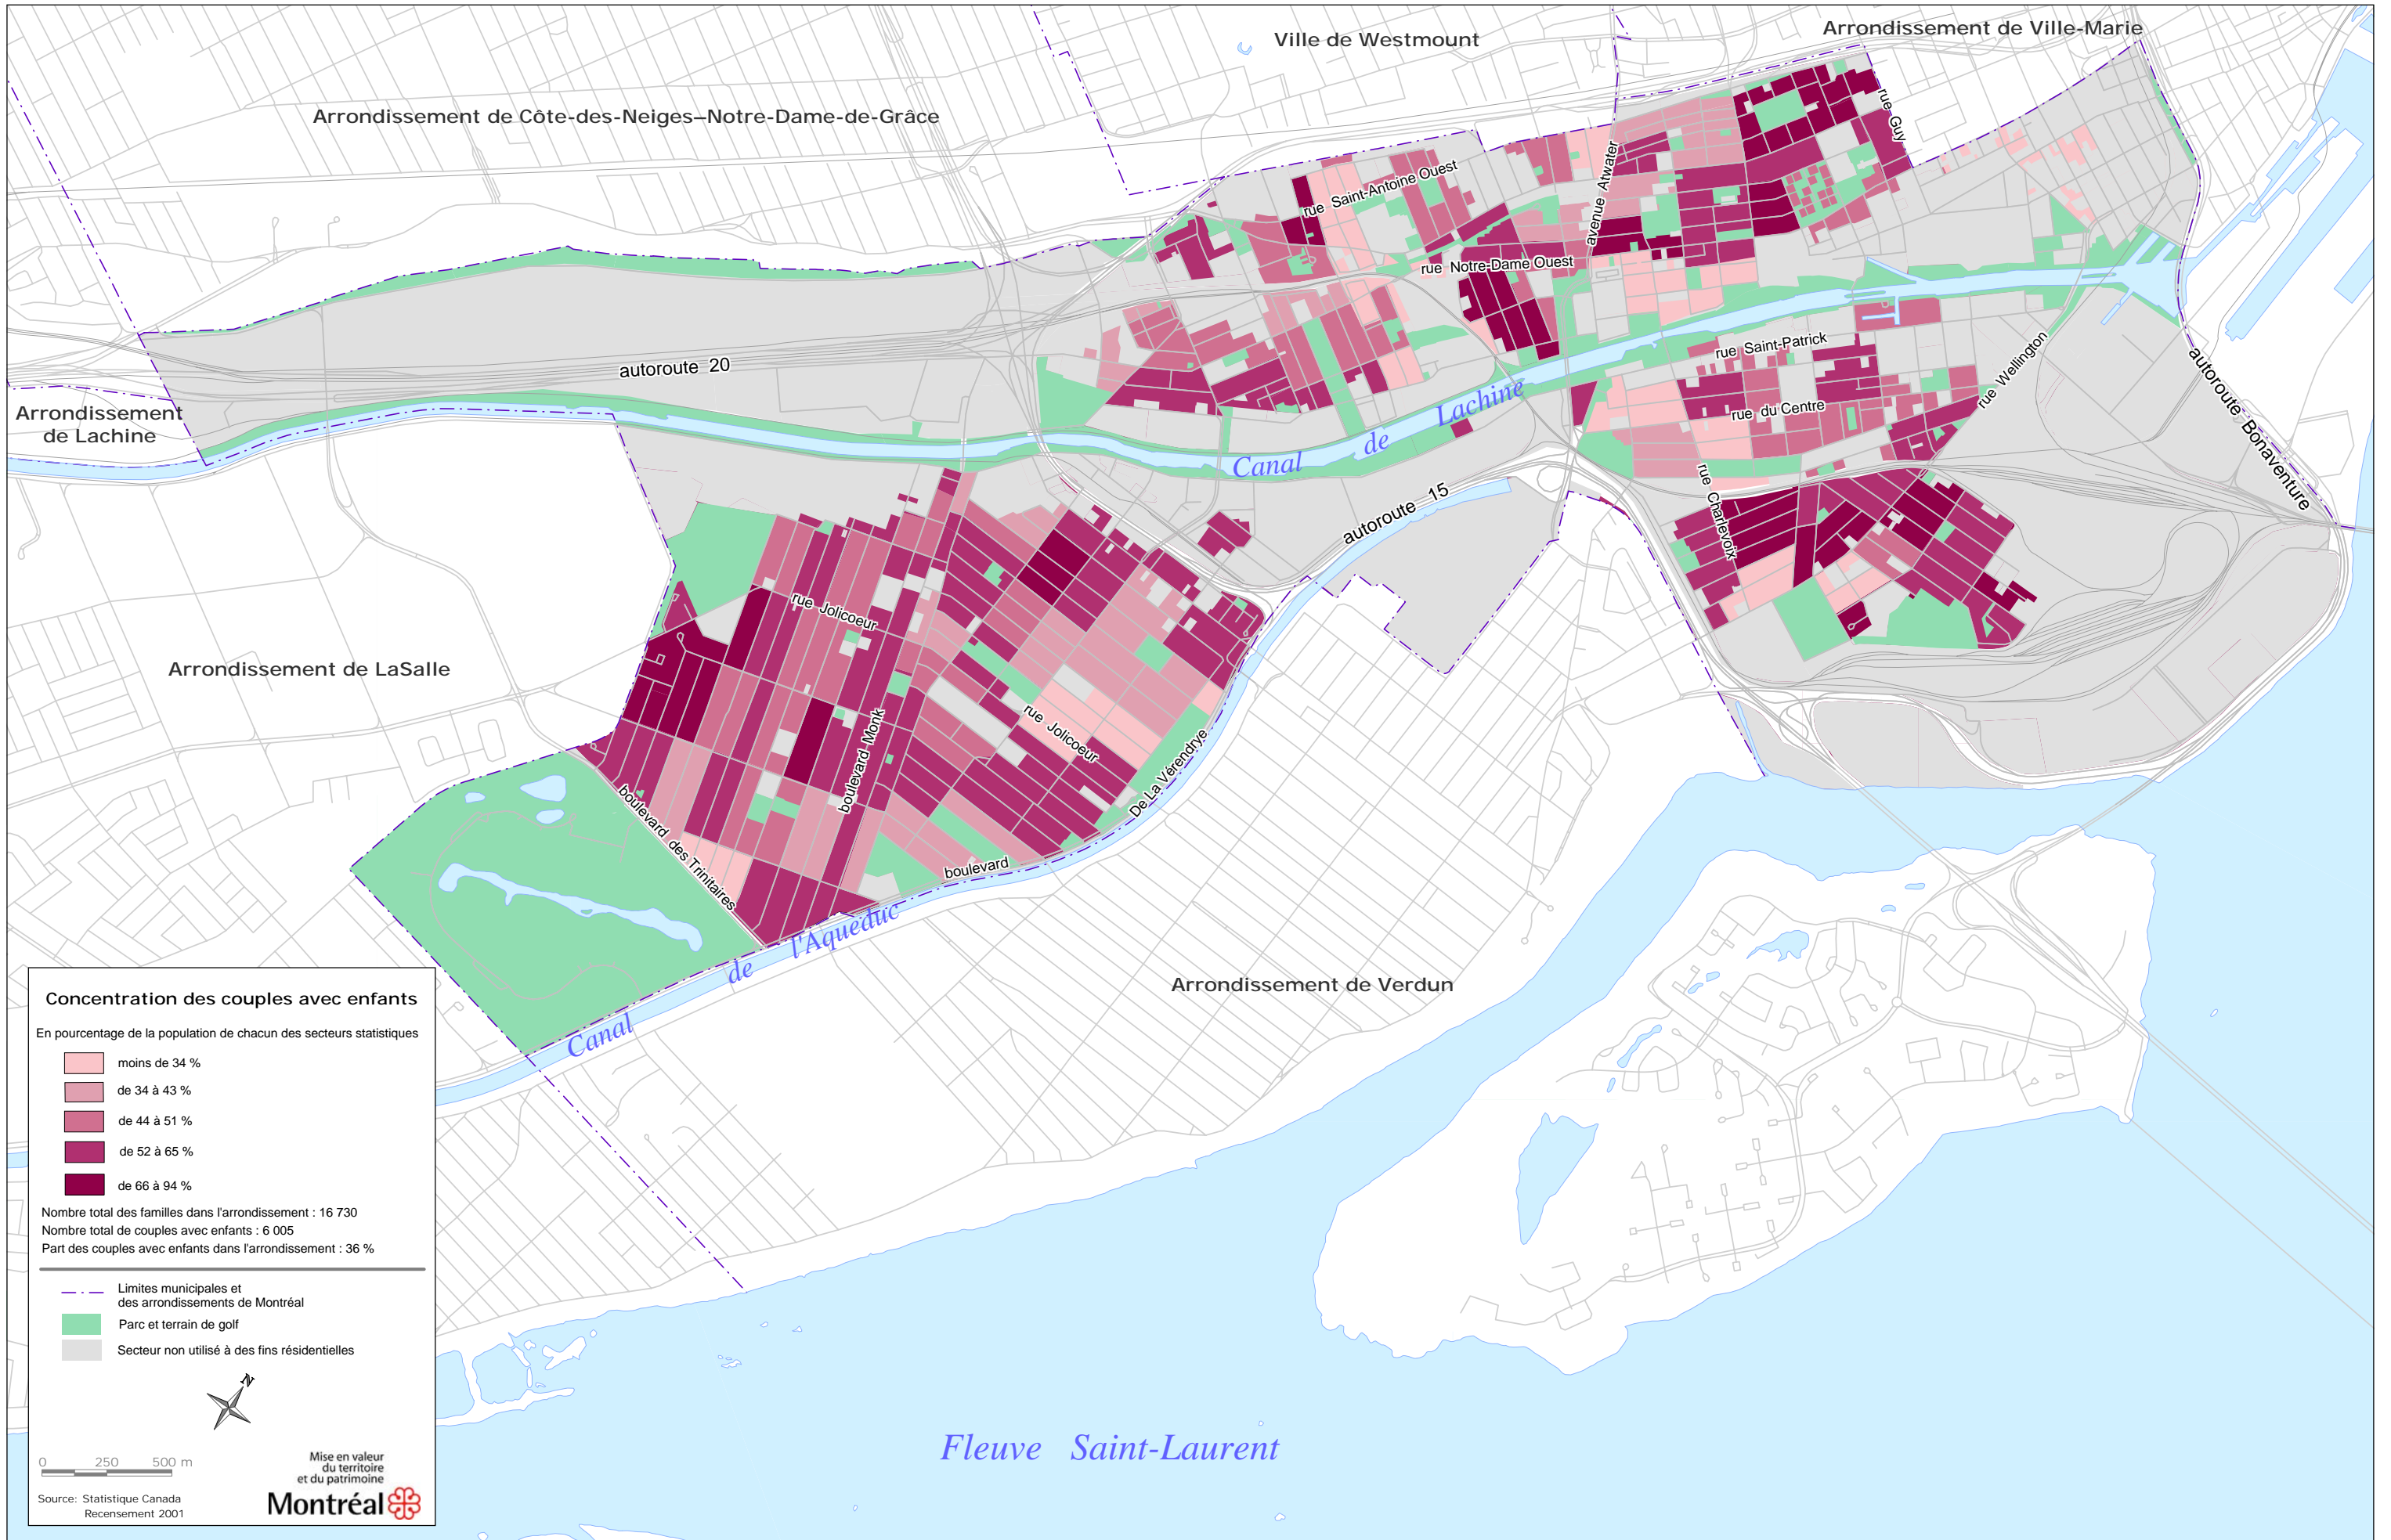 Ville de Westmount
Arrondissement de Ville-Marie
Arrondissement de Côte-des-Neiges–Notre-Dame-de-Grâce
rue Guy
rue Saint-Antoine Ouest
avenue Atwater
rue Notre-Dame Ouest
autoroute 20
rue Saint-Patrick
rue Wellington
autoroute Bonaventure
Arrondissement
de Lachine
Canal de Lachine
rue du Centre
autoroute 15
rue Charlevoix
rue Jolicoeur
Arrondissement de LaSalle
rue Jolicoeur
boulevard Monk
De La Vérendrye
boulevard des Trinitaires
boulevard
Canal de l'Aqueduc
Arrondissement de Verdun
Fleuve Saint-Laurent
Concentration des couples avec enfants
En pourcentage de la population de chacun des secteurs statistiques
moins de 34 %
de 34 à 43 %
de 44 à 51 %
de 52 à 65 %
de 66 à 94 %
Nombre total des familles dans l'arrondissement : 16 730
Nombre total de couples avec enfants : 6 005
Part des couples avec enfants dans l'arrondissement : 36 %
Limites municipales et
des arrondissements de Montréal
Parc et terrain de golf
Secteur non utilisé à des fins résidentielles
N
0 250 500 m
Mise en valeur
du territoire
et du patrimoine
Montréal
Source: Statistique Canada
Recensement 2001